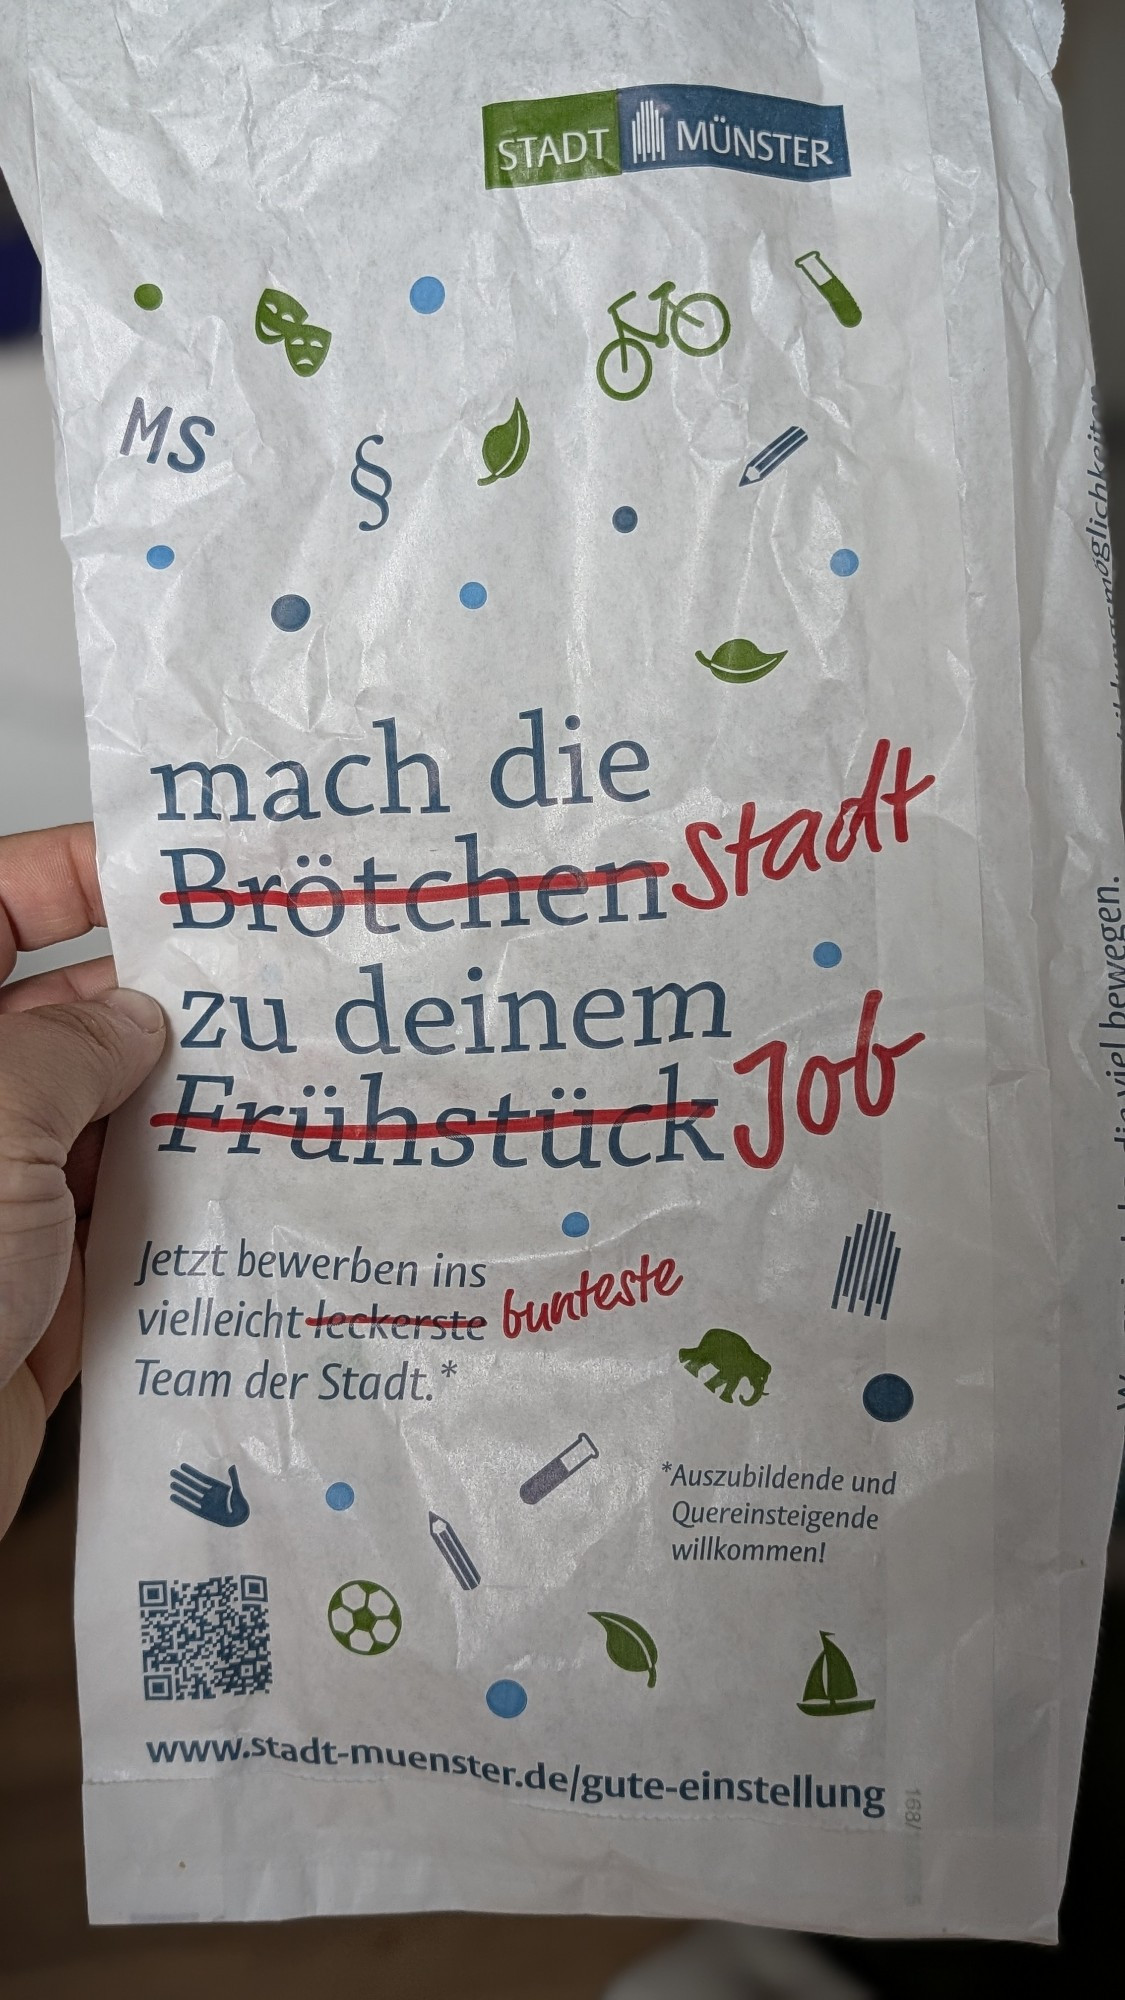 STADT MÜNSTER
MS
§
mach die
Brötchen Stadt
zu deinem
Frühstück Job
Jetzt bewerben ins
vielleicht leckerste bunteste
Team der Stadt.*
*Auszubildende und
Quereinsteigende
willkommen!
www.stadt-muenster.de/gute-einstellung
168/
die viel bewegen.